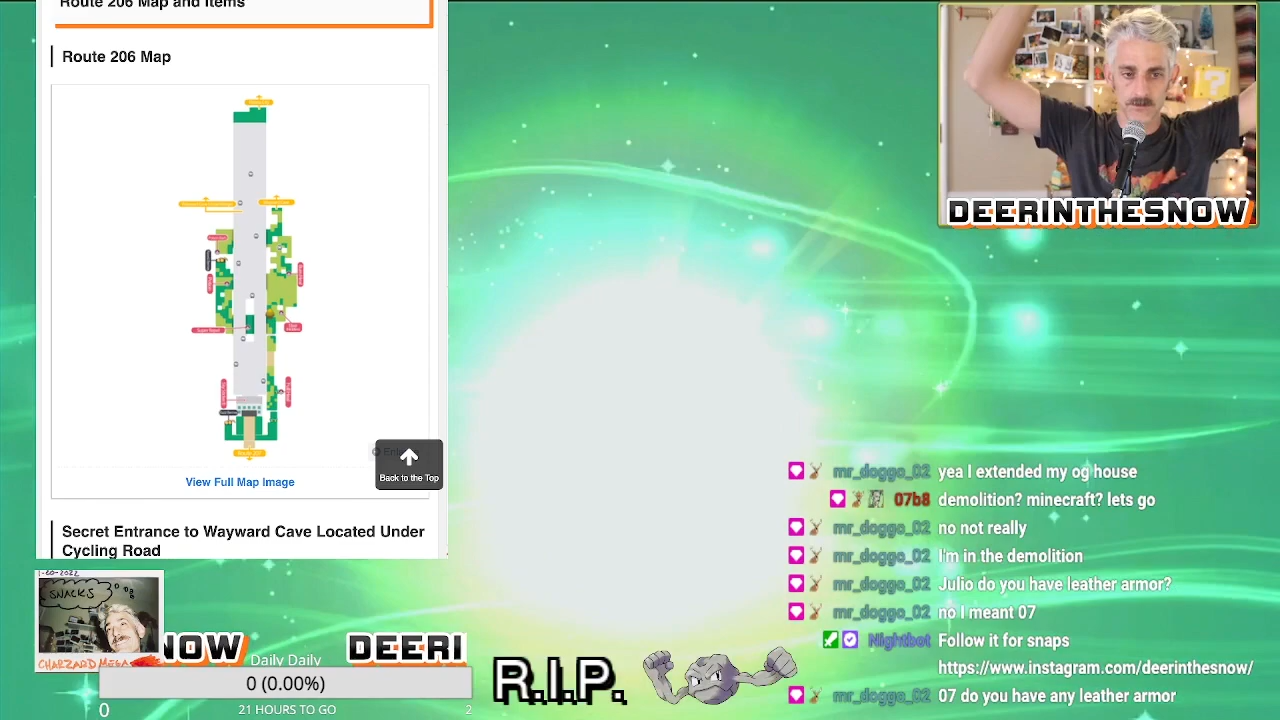 Route 206 Map and Items
Route 206 Map
View Full Map Image
Back to the Top
Secret Entrance to Wayward Cave Located Under
Cycling Road
DEERINTHESNOW
mr_doggo_02 yea I extended my og house
07b8 demolition? minecraft? lets go
mr_doggo_02 no not really
mr_doggo_02 I'm in the demolition
mr_doggo_02 Julio do you have leather armor?
mr_doggo_02 no I meant 07
Nightbot Follow it for snaps
https://www.instagram.com/deerinthesnow/
mr_doggo_02 07 do you have any leather armor
SNACKS
CHARZARD MEGA
NOW DEERI
Daily Daily
0 (0.00%)
0 21 HOURS TO GO 2
R.I.P.